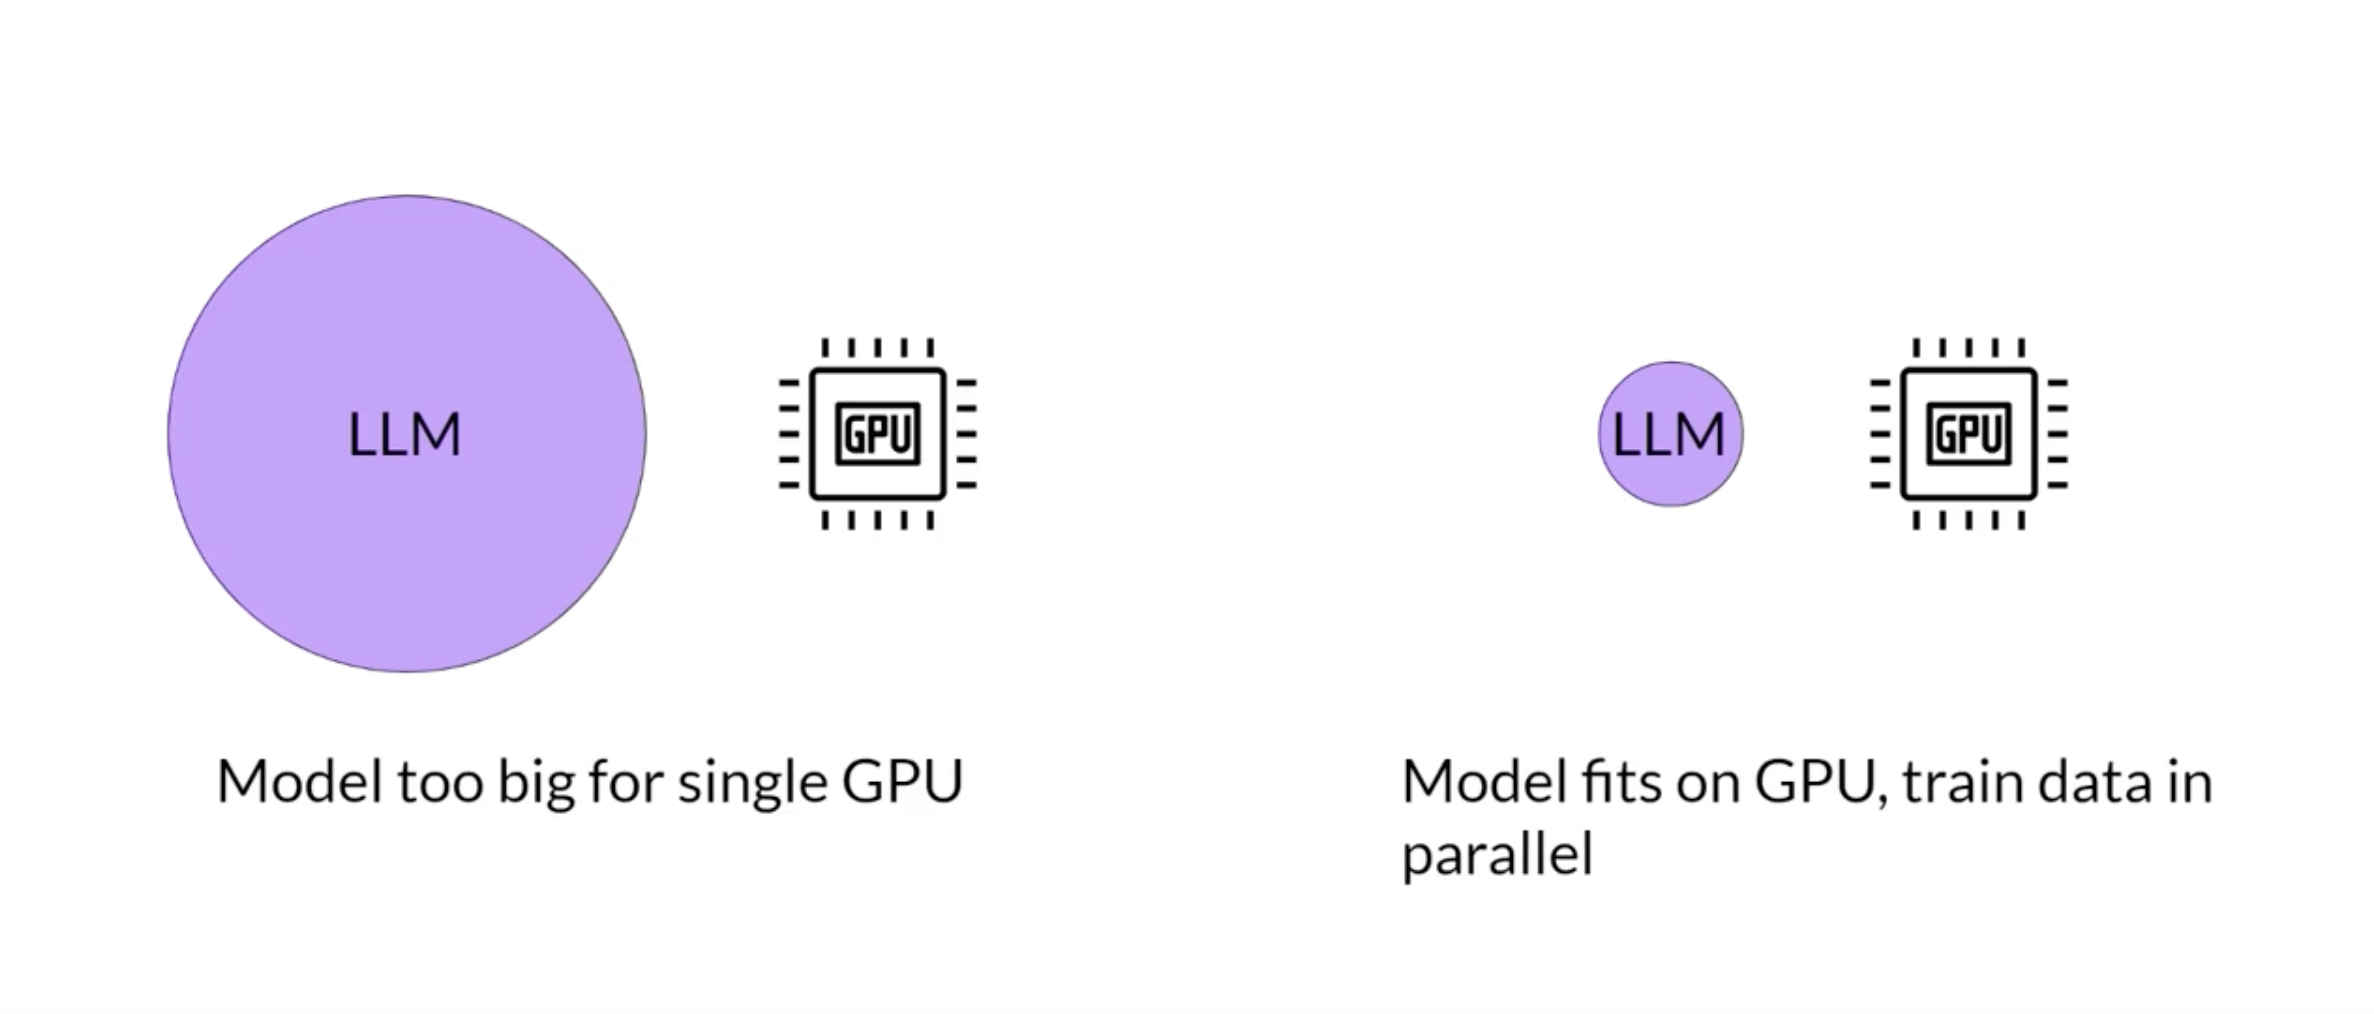 LLM
GPU
LLM
GPU
Model too big for single GPU
Model fits on GPU, train data in
parallel